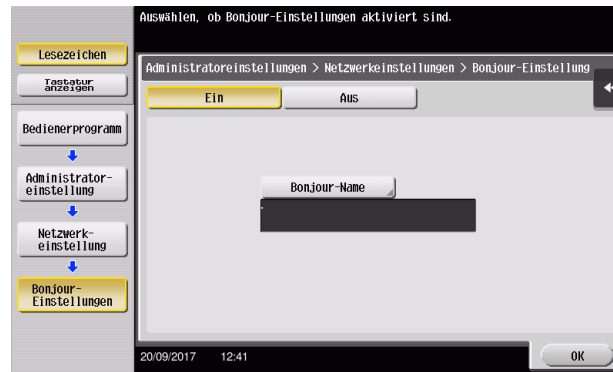 Auswählen, ob Bonjour-Einstellungen aktiviert sind.
Lesezeichen
Tastatur
anzeigen
Bedienerprogramm
Administrator-
einstellung
Netzwerk-
einstellung
Bonjour-
Einstellungen
Administratoreinstellungen > Netzwerkeinstellungen > Bonjour-Einstellung
Ein
Aus
Bonjour-Name
20/09/2017 12:41
OK